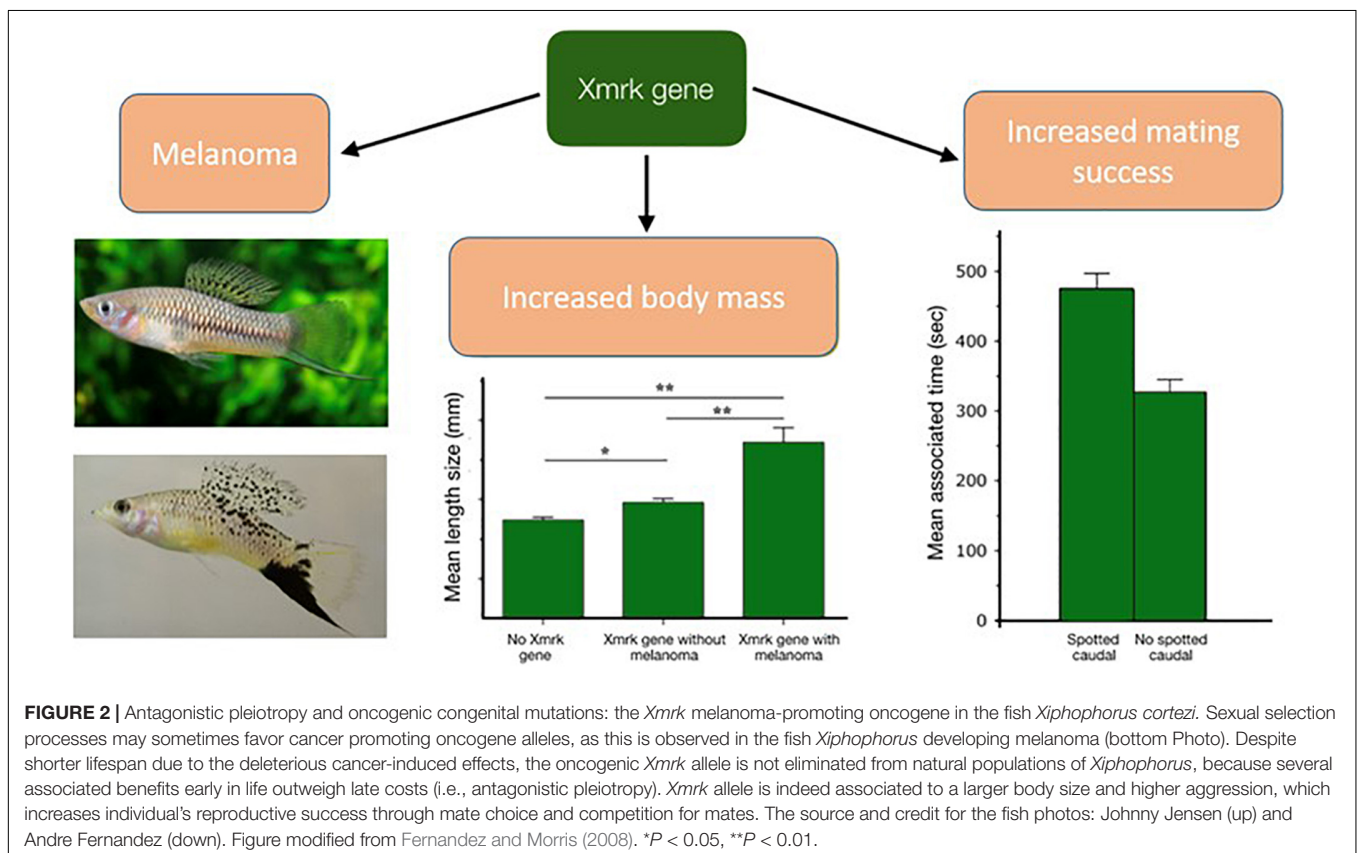 Xmrk gene
Melanoma
Increased mating
success
Increased body mass
Mean length size (mm)
**
**
*
No Xmrk
gene
Xmrk gene without
melanoma
Xmrk gene with
melanoma
Mean associated time (sec)
500
400
300
200
100
0
Spotted
caudal
No spotted
caudal
FIGURE 2 | Antagonistic pleiotropy and oncogenic congenital mutations: the Xmrk melanoma-promoting oncogene in the fish Xiphophorus cortezi. Sexual selection
processes may sometimes favor cancer promoting oncogene alleles, as this is observed in the fish Xiphophorus developing melanoma (bottom Photo). Despite
shorter lifespan due to the deleterious cancer-induced effects, the oncogenic Xmrk allele is not eliminated from natural populations of Xiphophorus, because several
associated benefits early in life outweigh late costs (i.e., antagonistic pleiotropy). Xmrk allele is indeed associated to a larger body size and higher aggression, which
increases individual's reproductive success through mate choice and competition for mates. The source and credit for the fish photos: Johnny Jensen (up) and
Andre Fernandez (down). Figure modified from Fernandez and Morris (2008). *P < 0.05, **P < 0.01.